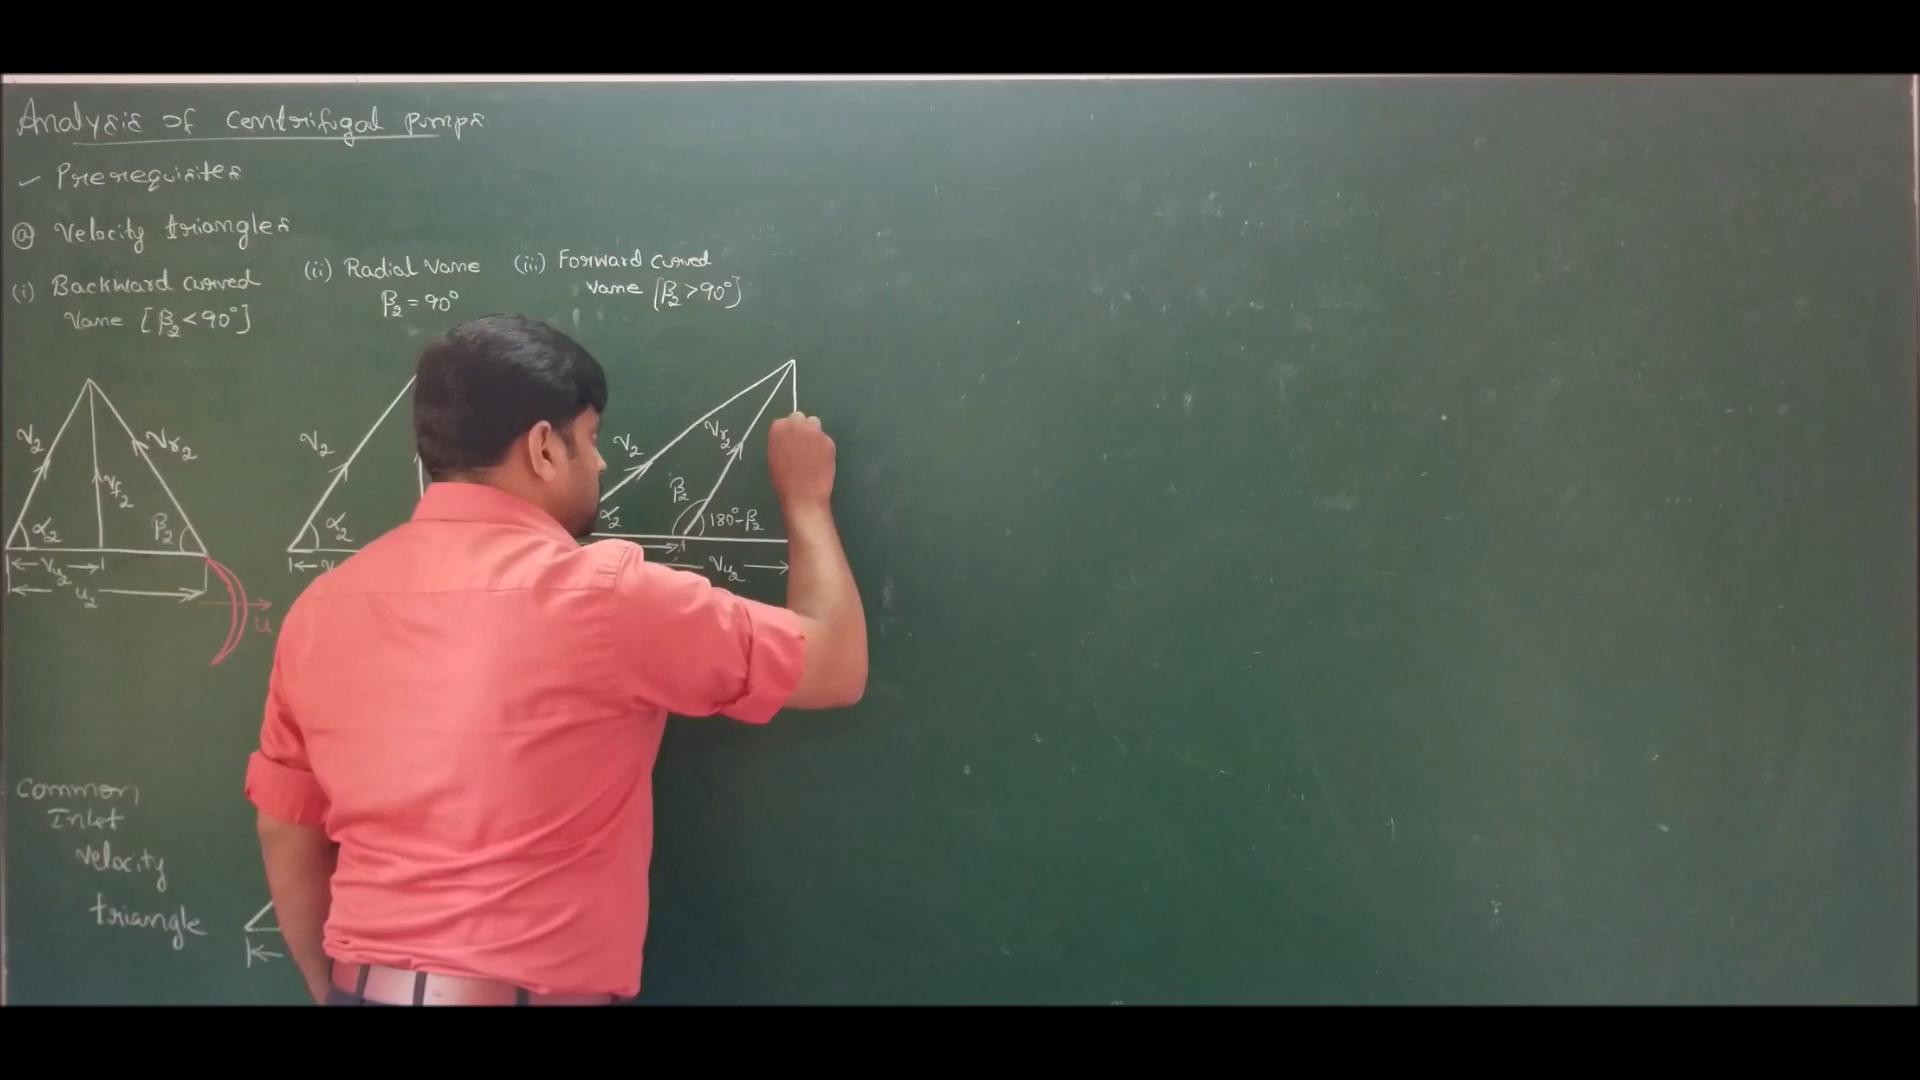 Analysis of centrifugal pumps
✓ Prerequisites
ⓐ Velocity triangles
(i) Backward curved
Vane [β₂ < 90°]
(ii) Radial Vane
β₂ = 90°
(iii) Forward curved
Vane [β₂ > 90°]
V₂
Vr₂
Vf₂
α₂
β₂
Vu₂
u₂
u
V₂
α₂
V₂
Vr₂
β₂
α₂
180° - β₂
Vu₂
Common
Inlet
Velocity
triangle